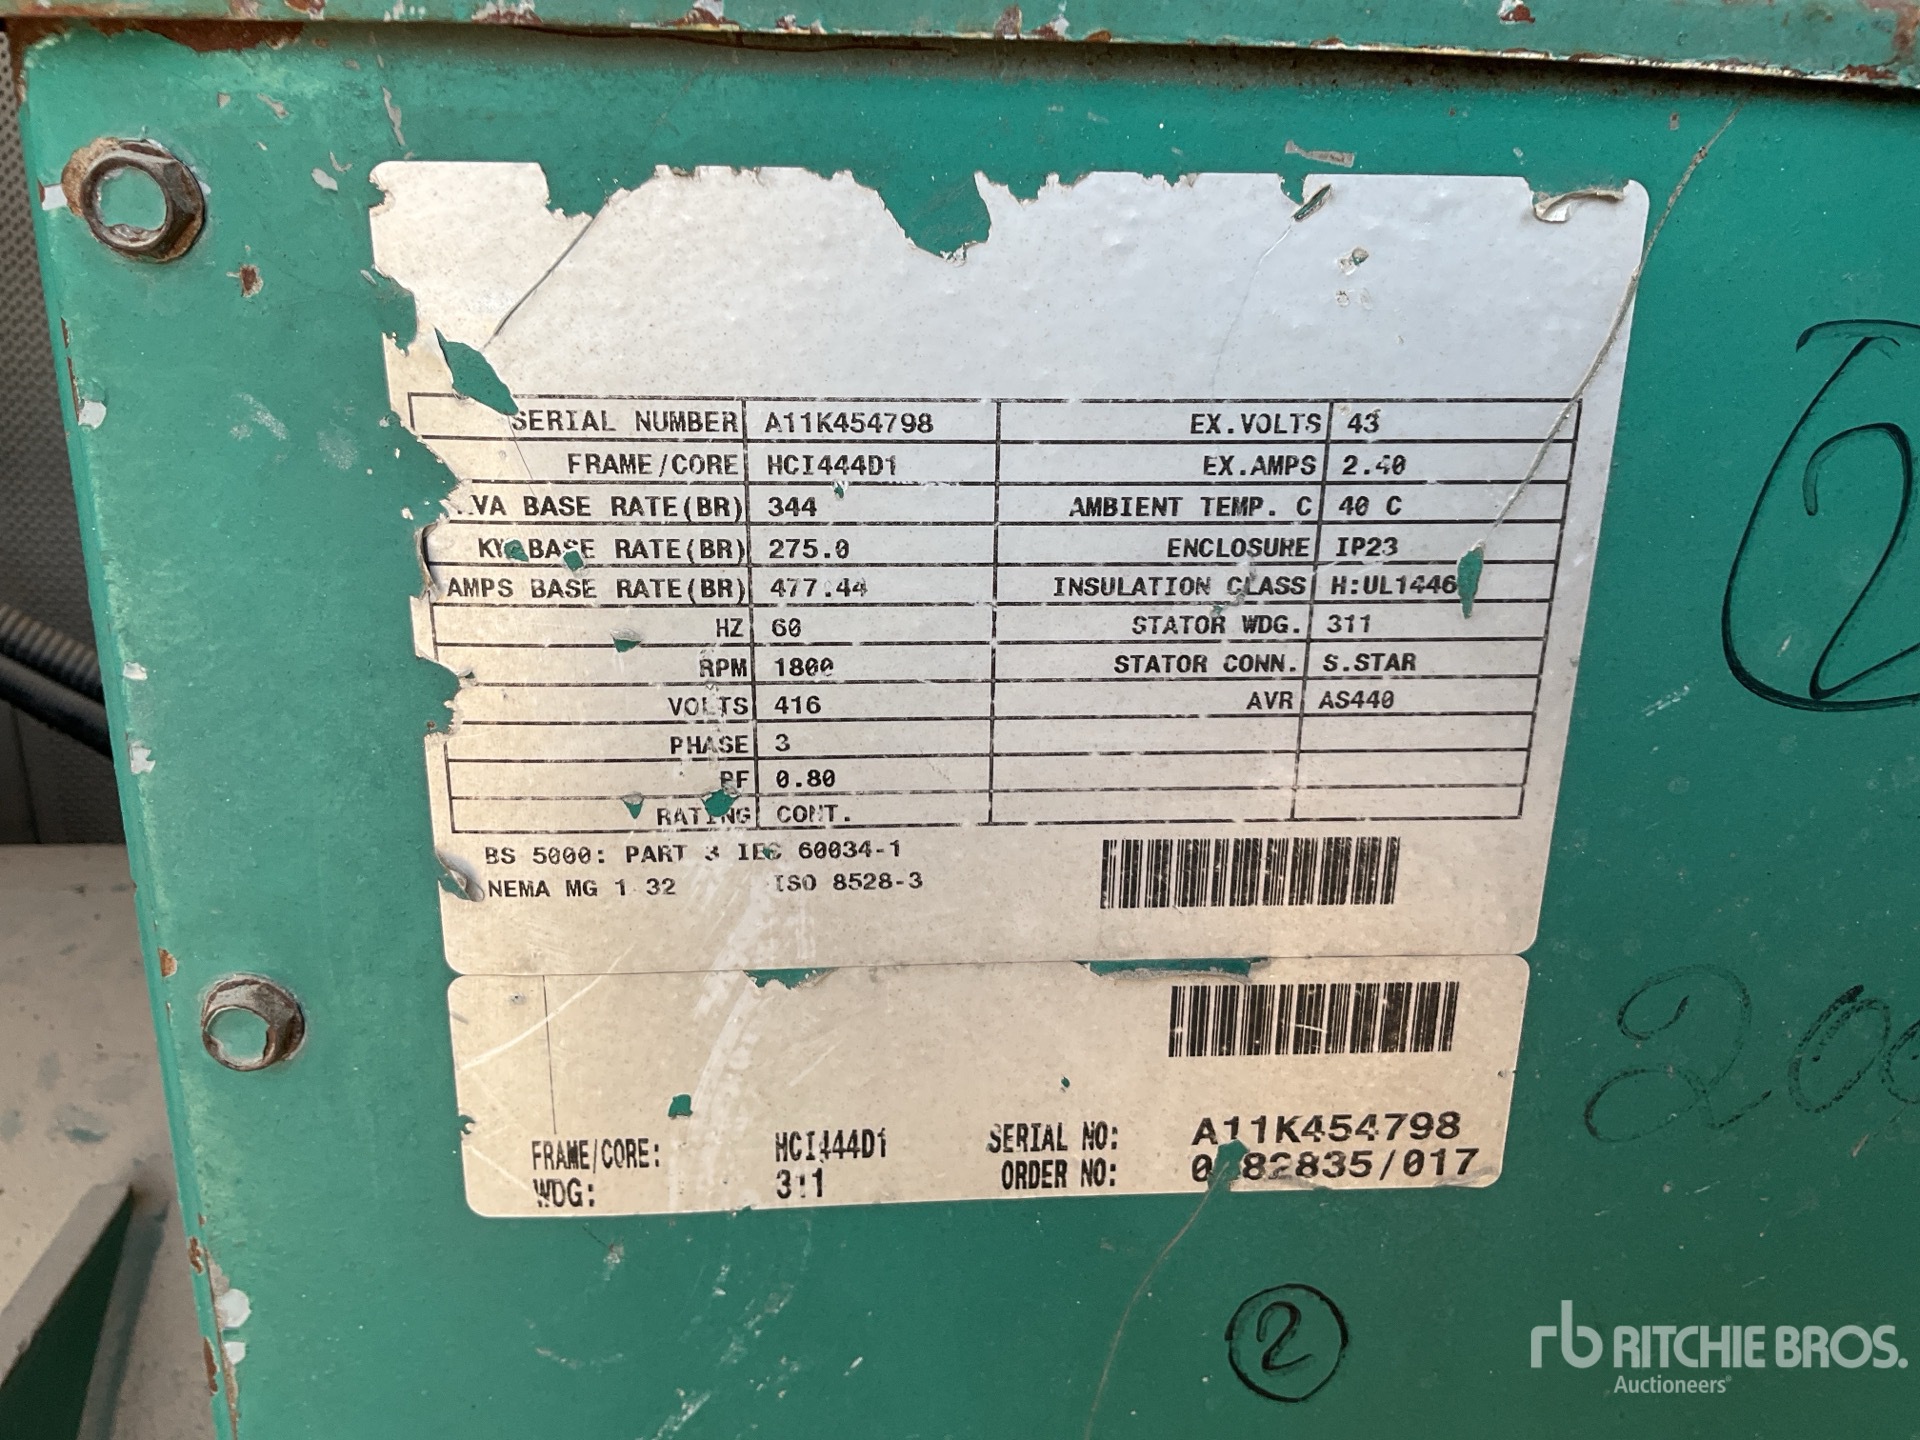 SERIAL NUMBER A11K454798 EX.VOLTS 43
FRAME/CORE HCI444D1 EX.AMPS 2.40
BASE RATE(BR) 344 AMBIENT TEMP. C 40 C
BASE RATE(BR) 275.0 ENCLOSURE IP23
AMPS BASE RATE(BR) 477.44 INSULATION CLASS H:UL1446
HZ 60 STATOR WDG. 311
RPM 1800 STATOR CONN. S.STAR
VOLTS 416 AVR AS440
PHASE 3
PF 0.80
RATING CONT.
BS 5000: PART 3 IEC 60034-1
NEMA MG 1 32 ISO 8528-3
FRAME/CORE: HCI444D1 SERIAL NO: A11K454798
WDG: 311 ORDER NO:
2
200
2
rb RITCHIE BROS.
Auctioneers